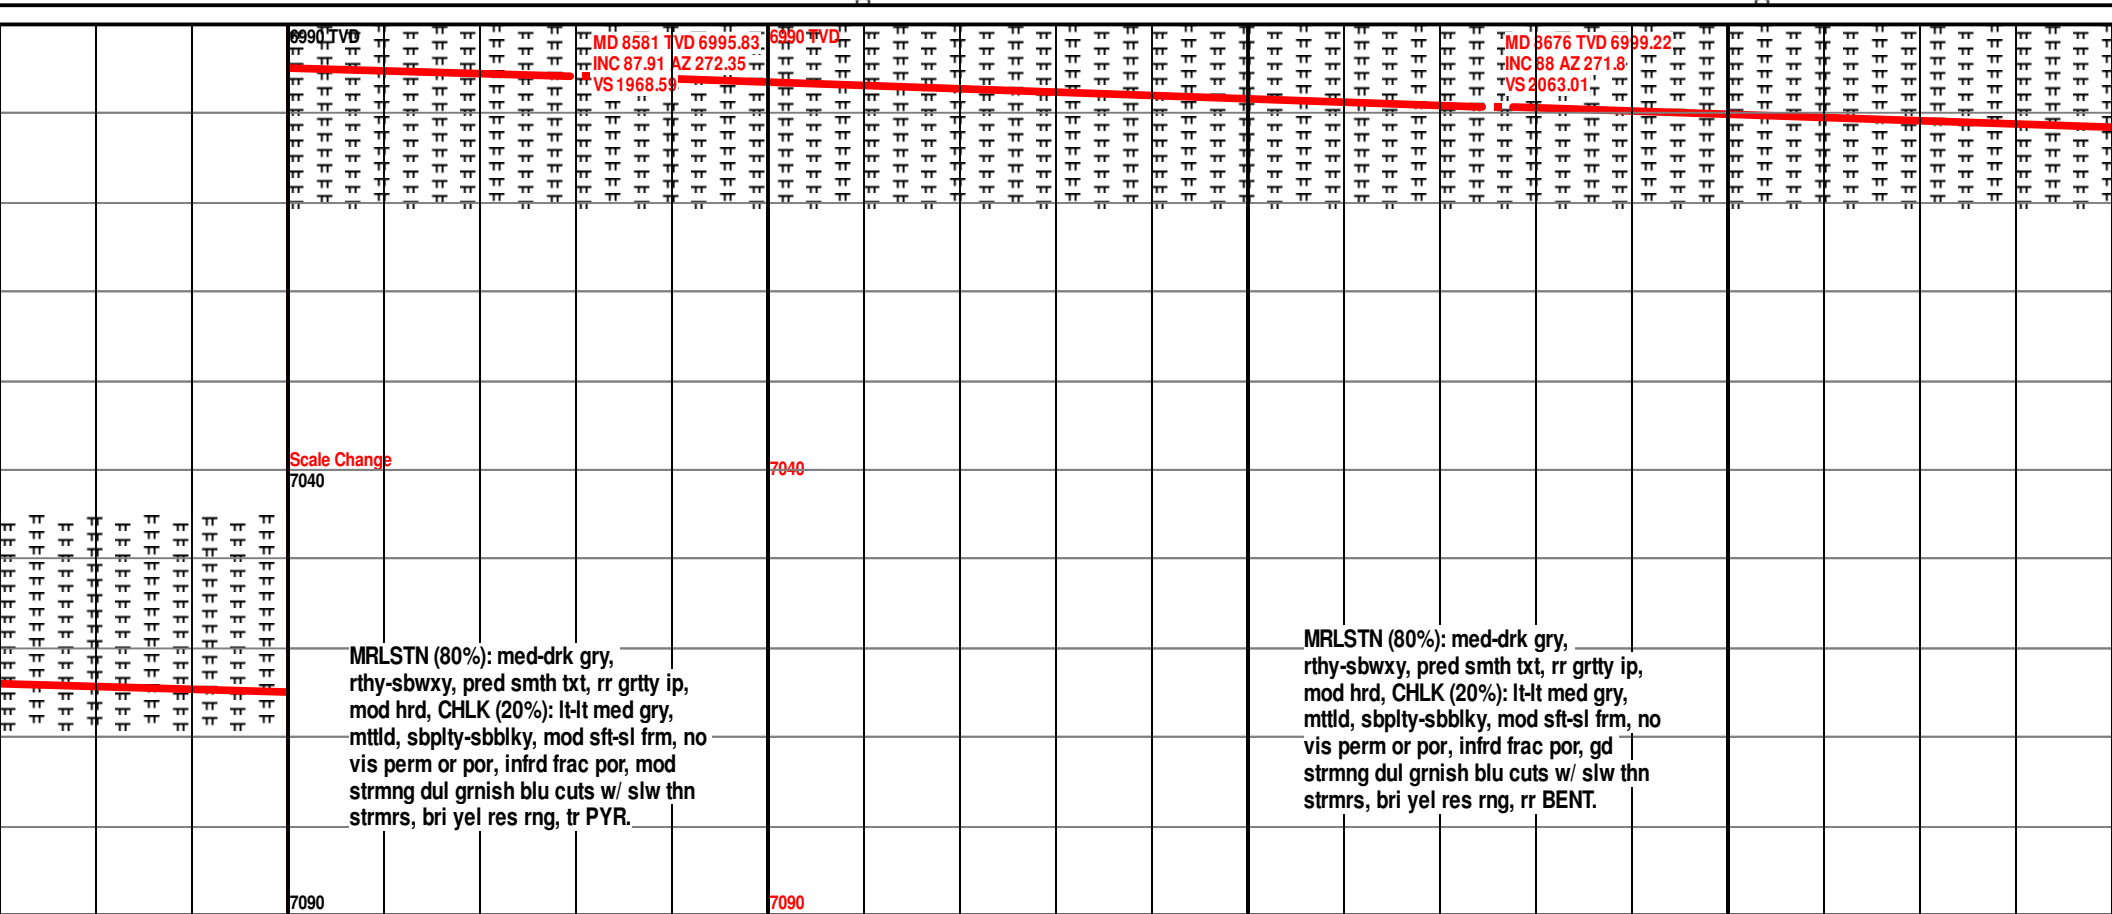 6990 TVD
MD 8581 TVD 6995.83
INC 87.91 AZ 272.35
VS 1968.59
6990 TVD
MD 8676 TVD 6999.22
INC 88 AZ 271.8
VS 2063.01
Scale Change
7040
7040
MRLSTN (80%): med-drk gry,
rthy-sbwxy, pred smth txt, rr grtty ip,
mod hrd, CHLK (20%): lt-lt med gry,
mttld, sbplty-sbblky, mod sft-sl frm, no
vis perm or por, infrd frac por, mod
strmng dul grnish blu cuts w/ slw thn
strmrs, bri yel res rng, tr PYR.
MRLSTN (80%): med-drk gry,
rthy-sbwxy, pred smth txt, rr grtty ip,
mod hrd, CHLK (20%): lt-lt med gry,
mttld, sbplty-sbblky, mod sft-sl frm, no
vis perm or por, infrd frac por, gd
strmng dul grnish blu cuts w/ slw thn
strmrs, bri yel res rng, rr BENT.
7090
7090